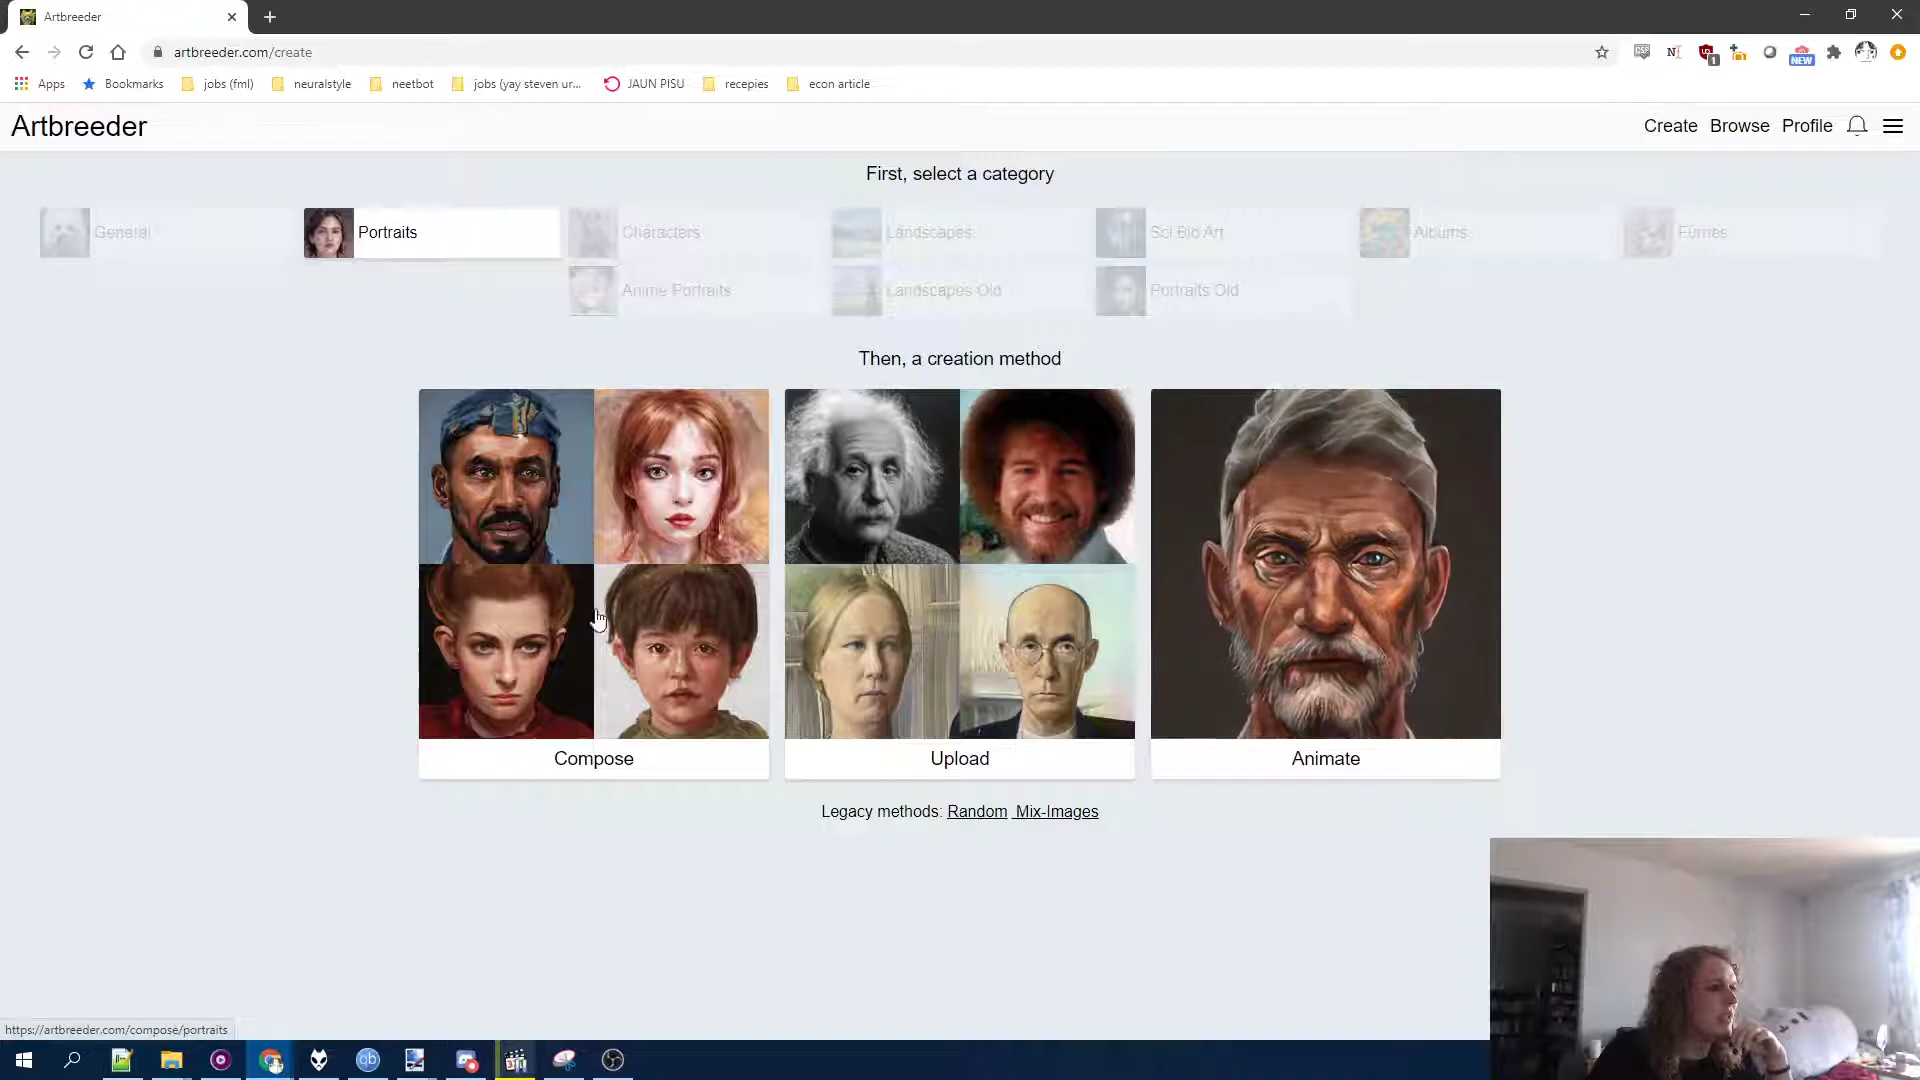 Artbreeder
artbreeder.com/create
NEW
1
Apps
Bookmarks
jobs (fml)
neuralstyle
neetbot
jobs (yay steven ur...
JAUN PISU
recepies
econ article
Artbreeder
Create
Browse
Profile
First, select a category
General
Portraits
Characters
Landscapes
Sci Bio Art
Albums
Furries
Anime Portraits
Landscapes Old
Portraits Old
Then, a creation method
Compose
Upload
Animate
Legacy methods: Random Mix-Images
https://artbreeder.com/compose/portraits
qb